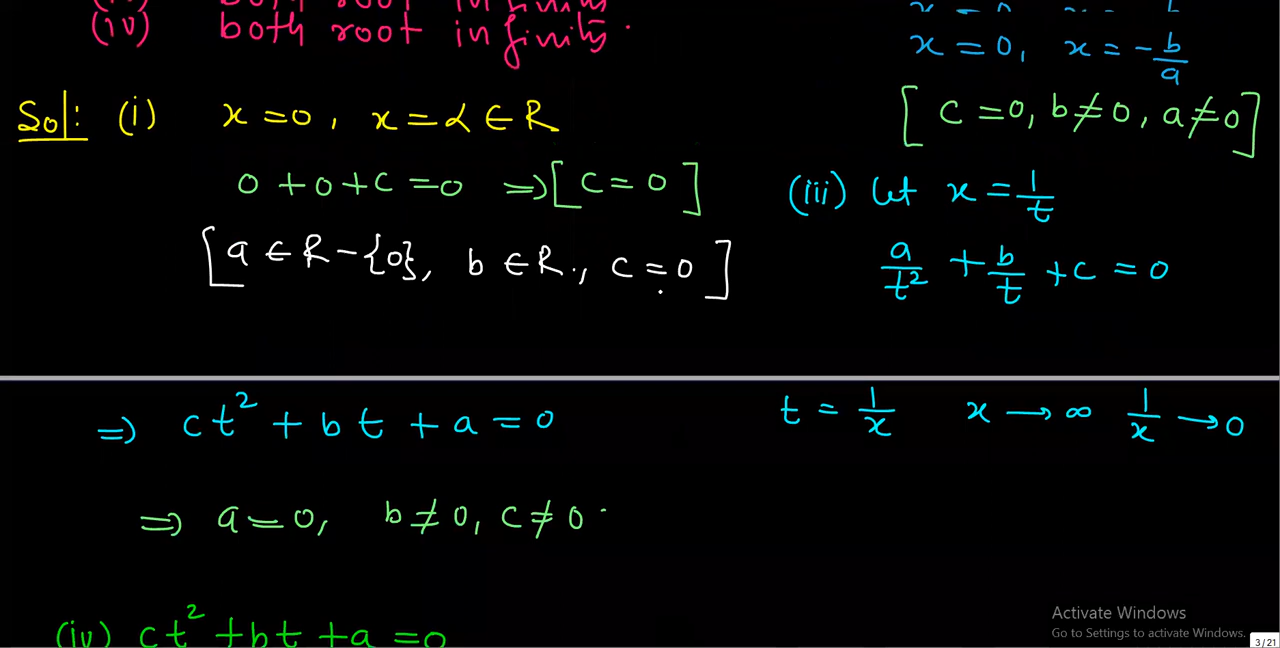 (iv) both root infinity.
x = 0, x = -b/a
Sol: (i) x = 0, x = α ∈ R
[c = 0, b ≠ 0, a ≠ 0]
0 + 0 + c = 0 ⇒ [c = 0]
[a ∈ R - {0}, b ∈ R., c = 0]
(iii) let x = 1/t
a/t² + b/t + c = 0
⇒ ct² + bt + a = 0
t = 1/x x → ∞ 1/x → 0
⇒ a = 0, b ≠ 0, c ≠ 0.
(iv) ct² + bt + a = 0
Activate Windows
Go to Settings to activate Windows.
3/21